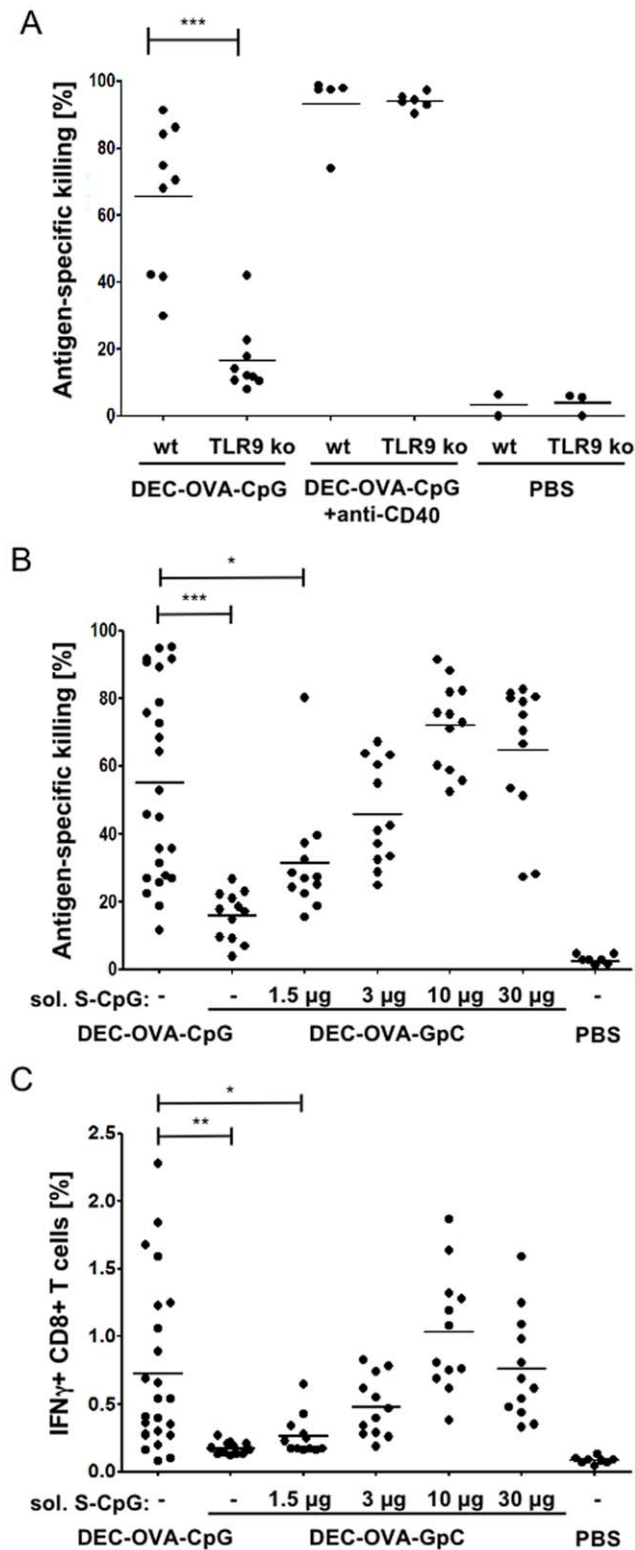 A
***
Antigen-specific killing [%]
100
80
60
40
20
0
wt TLR9 ko wt TLR9 ko wt TLR9 ko
DEC-OVA-CpG DEC-OVA-CpG PBS
+anti-CD40
B
*
***
Antigen-specific killing [%]
100
80
60
40
20
0
sol. S-CpG: - - 1.5 µg 3 µg 10 µg 30 µg -
DEC-OVA-CpG DEC-OVA-GpC PBS
C
*
**
IFNγ+ CD8+ T cells [%]
2.5
2.0
1.5
1.0
0.5
0.0
sol. S-CpG: - - 1.5 µg 3 µg 10 µg 30 µg -
DEC-OVA-CpG DEC-OVA-GpC PBS